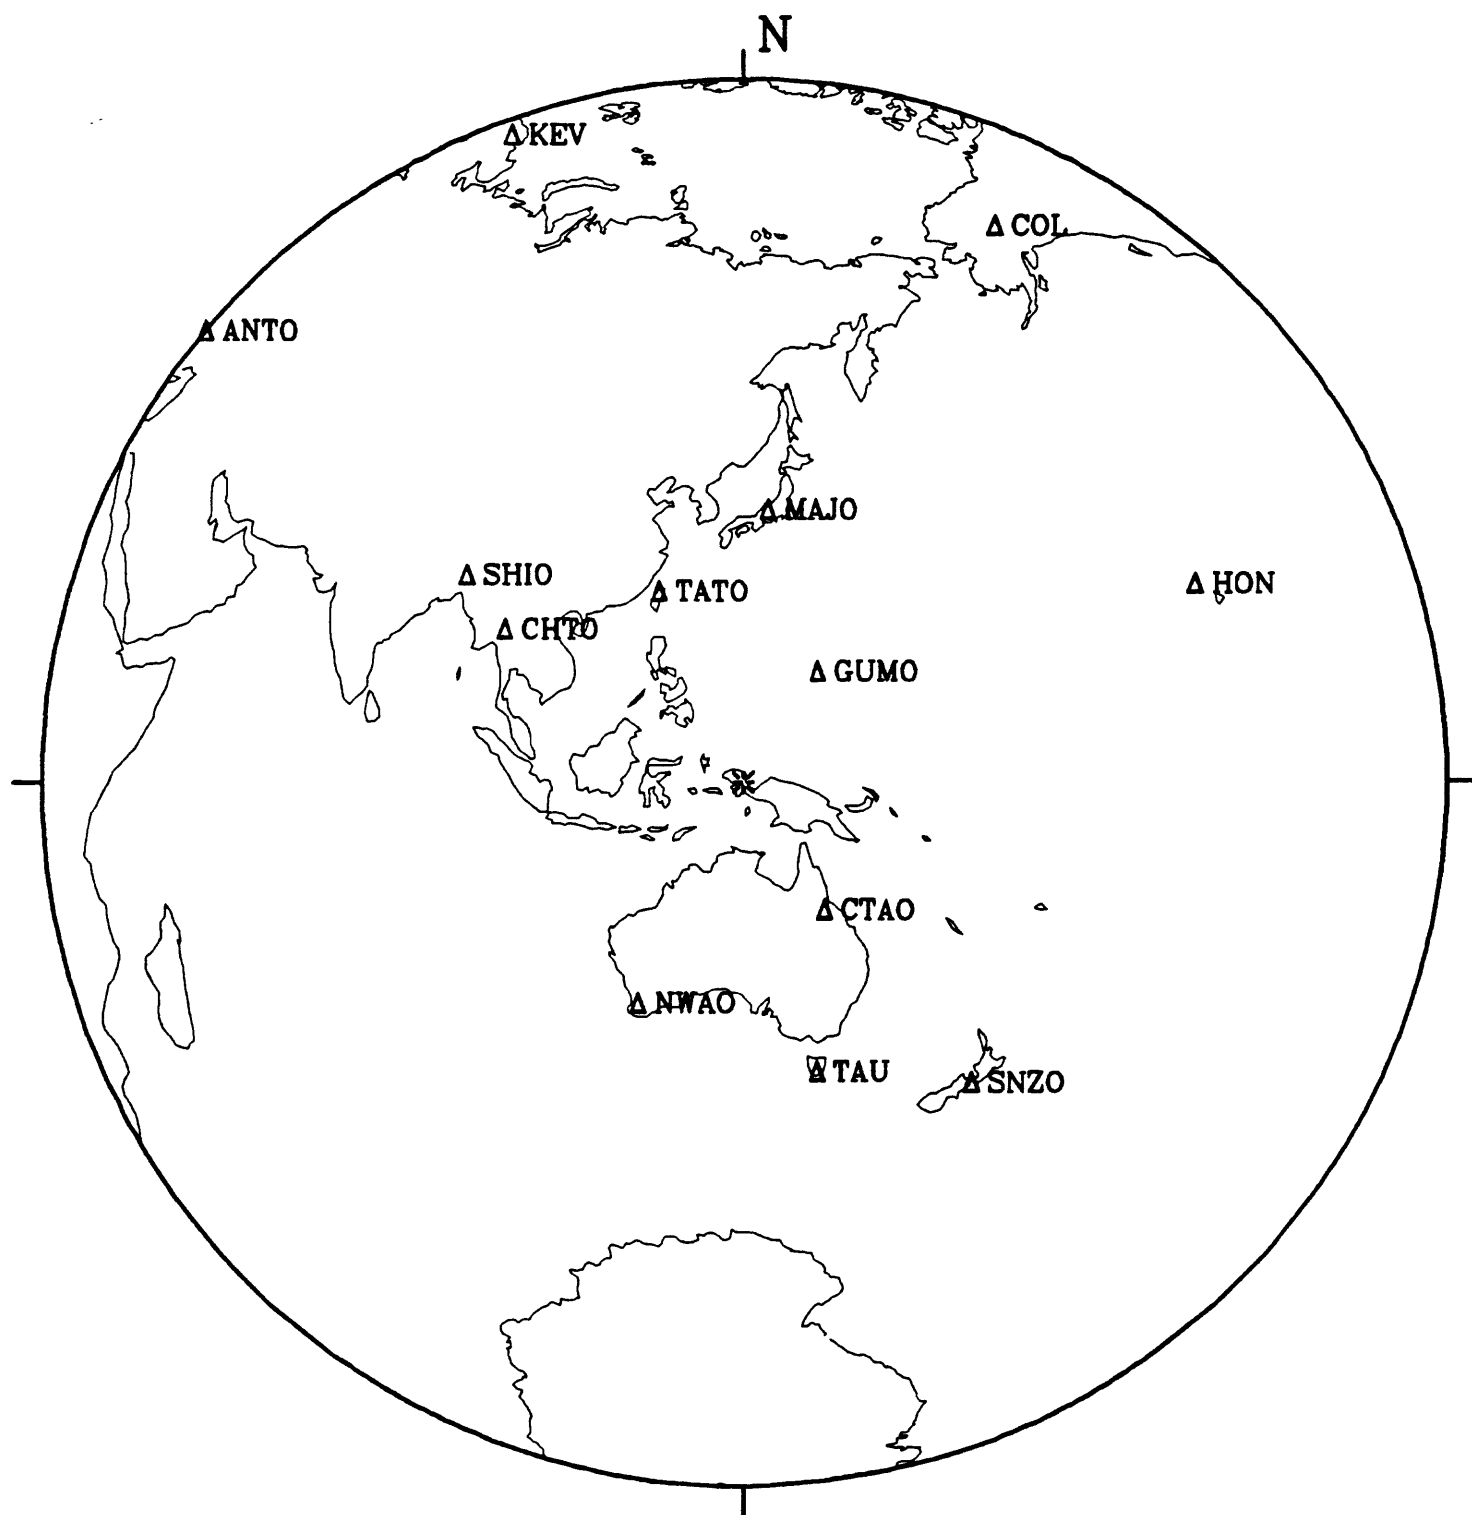 N
KEV
COL
ANTO
MAJO
SHIO
TATO
HON
CHTO
GUMO
CTAO
NWAO
TAU
SNZO